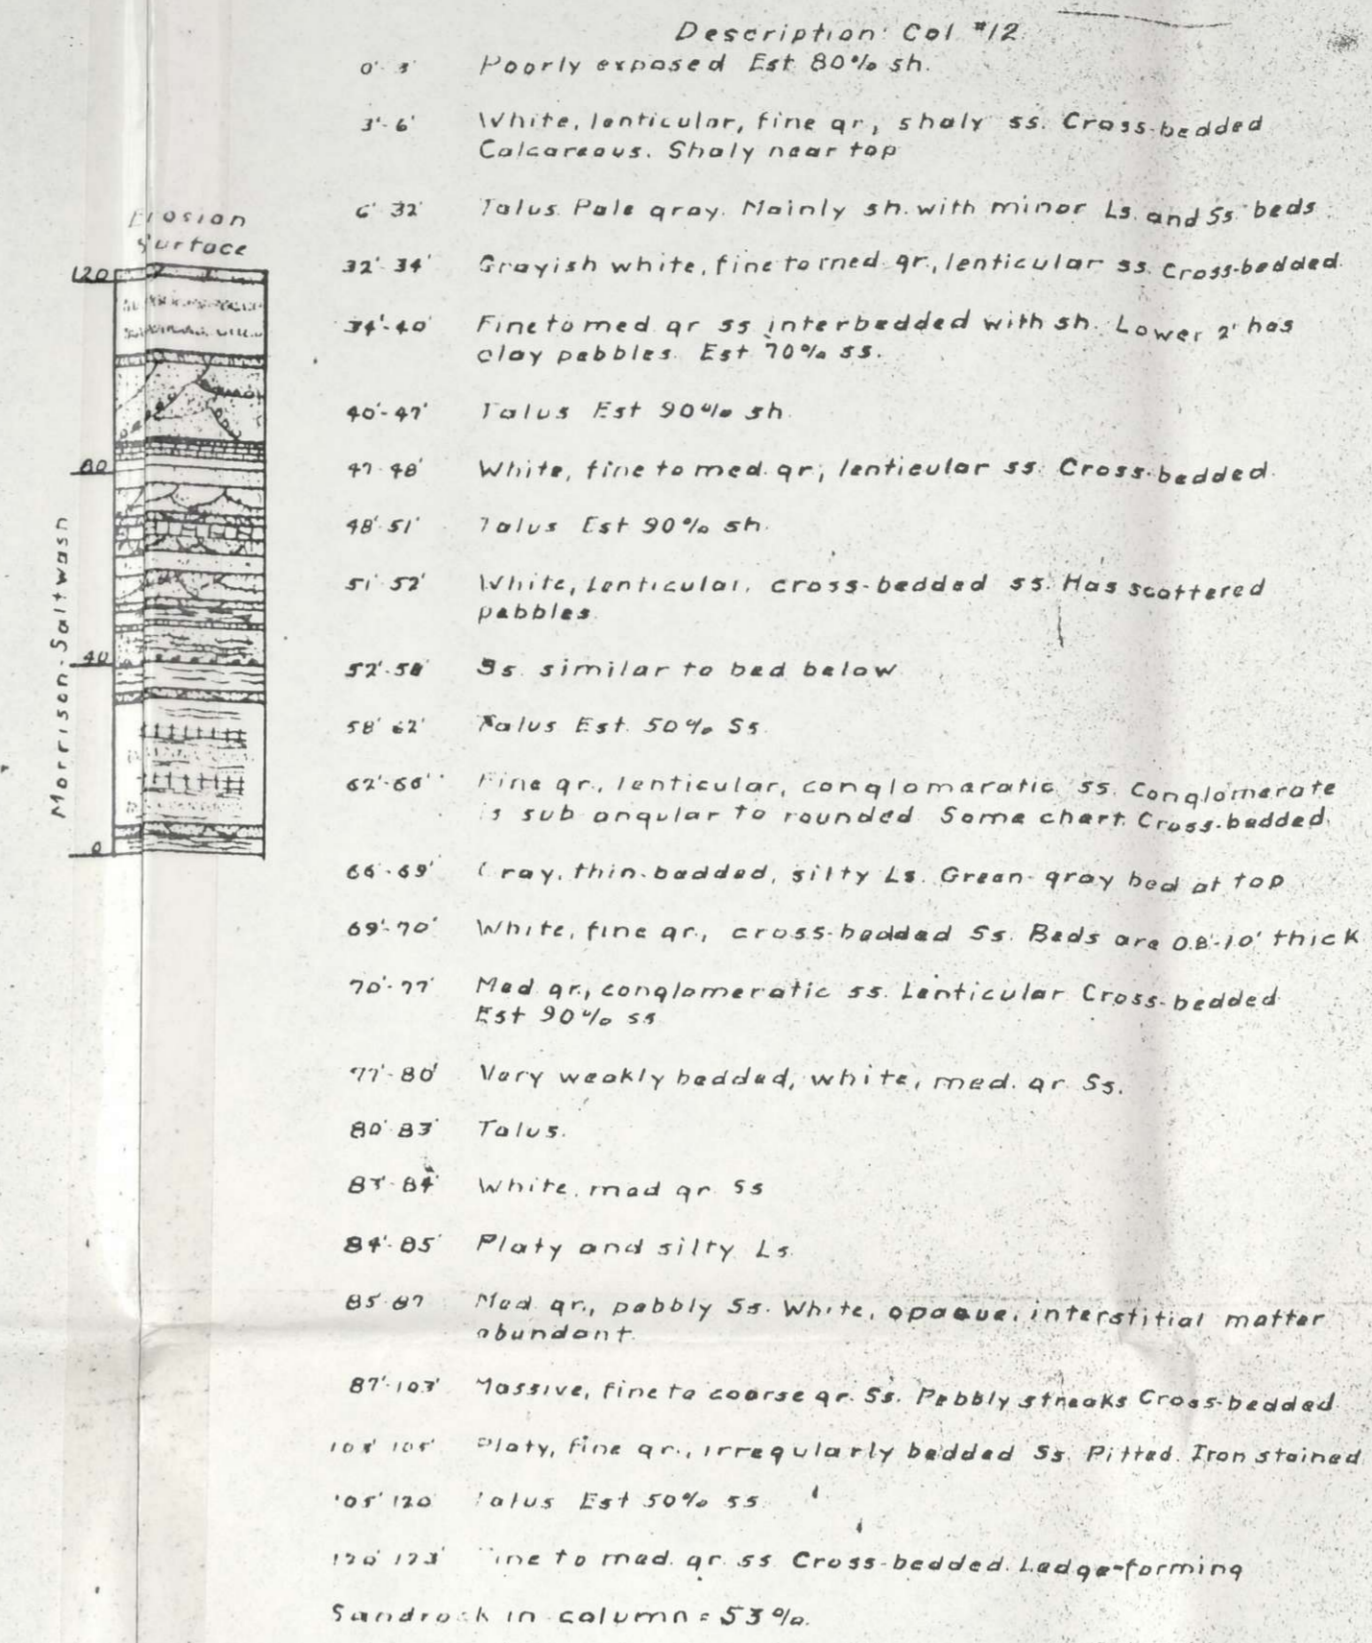 Description: Col #12
0'-3' Poorly exposed Est 80% sh.
3'-6' White, lenticular, fine gr., shaly ss. Cross-bedded
Calcareous. Shaly near top
6' 32' Talus Pale gray. Mainly sh. with minor Ls. and Ss. beds
32' 34' Grayish white, fine to med. gr., lenticular ss. Cross-bedded.
34'-40' Fine to med gr ss interbedded with sh. Lower 2' has
clay pebbles. Est 70% ss.
40'-47' Talus Est 90% sh.
47'-48' White, fine to med. gr., lenticular ss. Cross-bedded.
48'-51' Talus Est 90% sh.
51' 52' White, Lenticular, cross-bedded ss. Has scattered
pebbles.
52'-58' Ss. similar to bed below
58' 62' Talus Est. 50% Ss.
62'-66' Fine gr., lenticular, conglomeratic ss. Conglomerate
is sub angular to rounded Some chert. Cross-bedded.
66'-69' Gray, thin-bedded, silty Ls. Green-gray bed at top
69'-70' White, fine gr., cross-bedded Ss. Beds are 0.8'-1.0' thick
70'-77' Med gr., conglomeratic ss. Lenticular Cross-bedded
Est 90% ss
77'-80' Very weakly bedded, white, med. gr Ss.
80' 83' Talus.
83'-84' White, med gr Ss
84'-85' Platy and silty Ls.
85' 87' Med gr., pebbly Ss. White, opaque, interstitial matter
abundant.
87'-103' Massive, fine to coarse gr. Ss. Pebbly streaks Cross-bedded
103' 105' Platy, fine gr., irregularly bedded Ss. Pitted. Iron stained
105' 120' Talus Est 50% ss.
120' 123' Fine to med. gr. ss Cross-bedded. Ledge-forming
Sandrock in column = 53%.
Erosion
Surface
120
80
40
0
Morrison-Saltwash